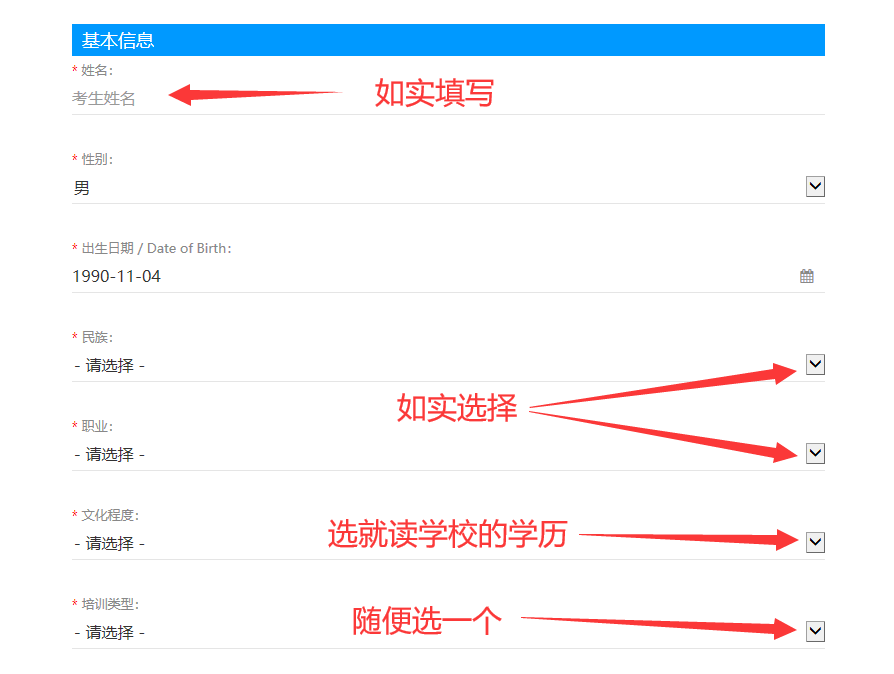 基本信息
* 姓名:
考生姓名
如实填写
* 性别:
男
* 出生日期 / Date of Birth:
1990-11-04
* 民族:
- 请选择 -
如实选择
* 职业:
- 请选择 -
* 文化程度:
选就读学校的学历
- 请选择 -
* 培训类型:
随便选一个
- 请选择 -